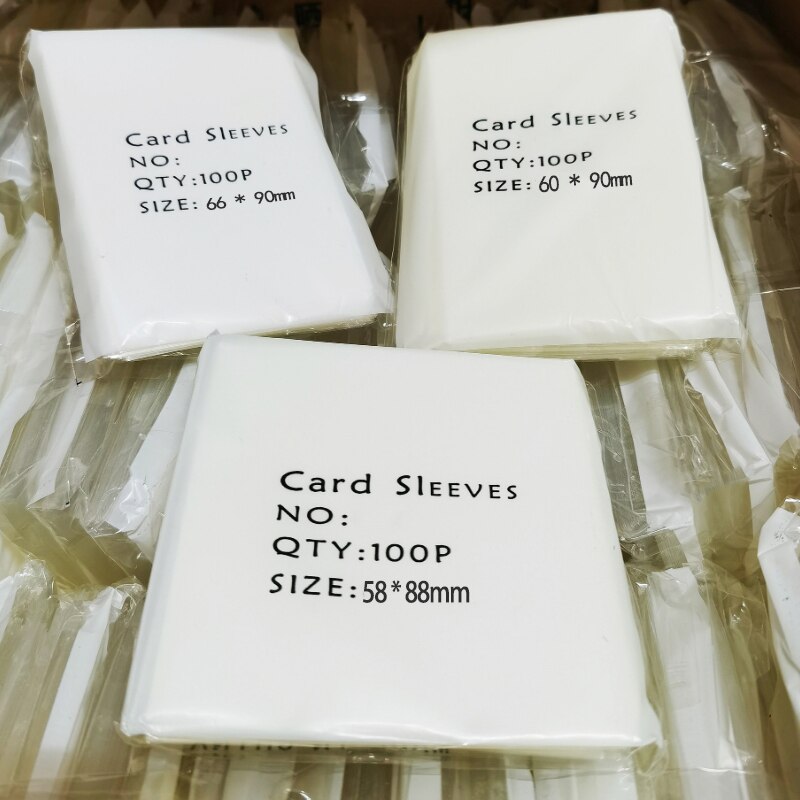 Card Sleeves
NO:
QTY:100P
SIZE: 66 * 90mm
Card Sleeves
NO:
QTY:100P
SIZE: 60 * 90mm
Card Sleeves
NO:
QTY:100P
SIZE:58*88mm